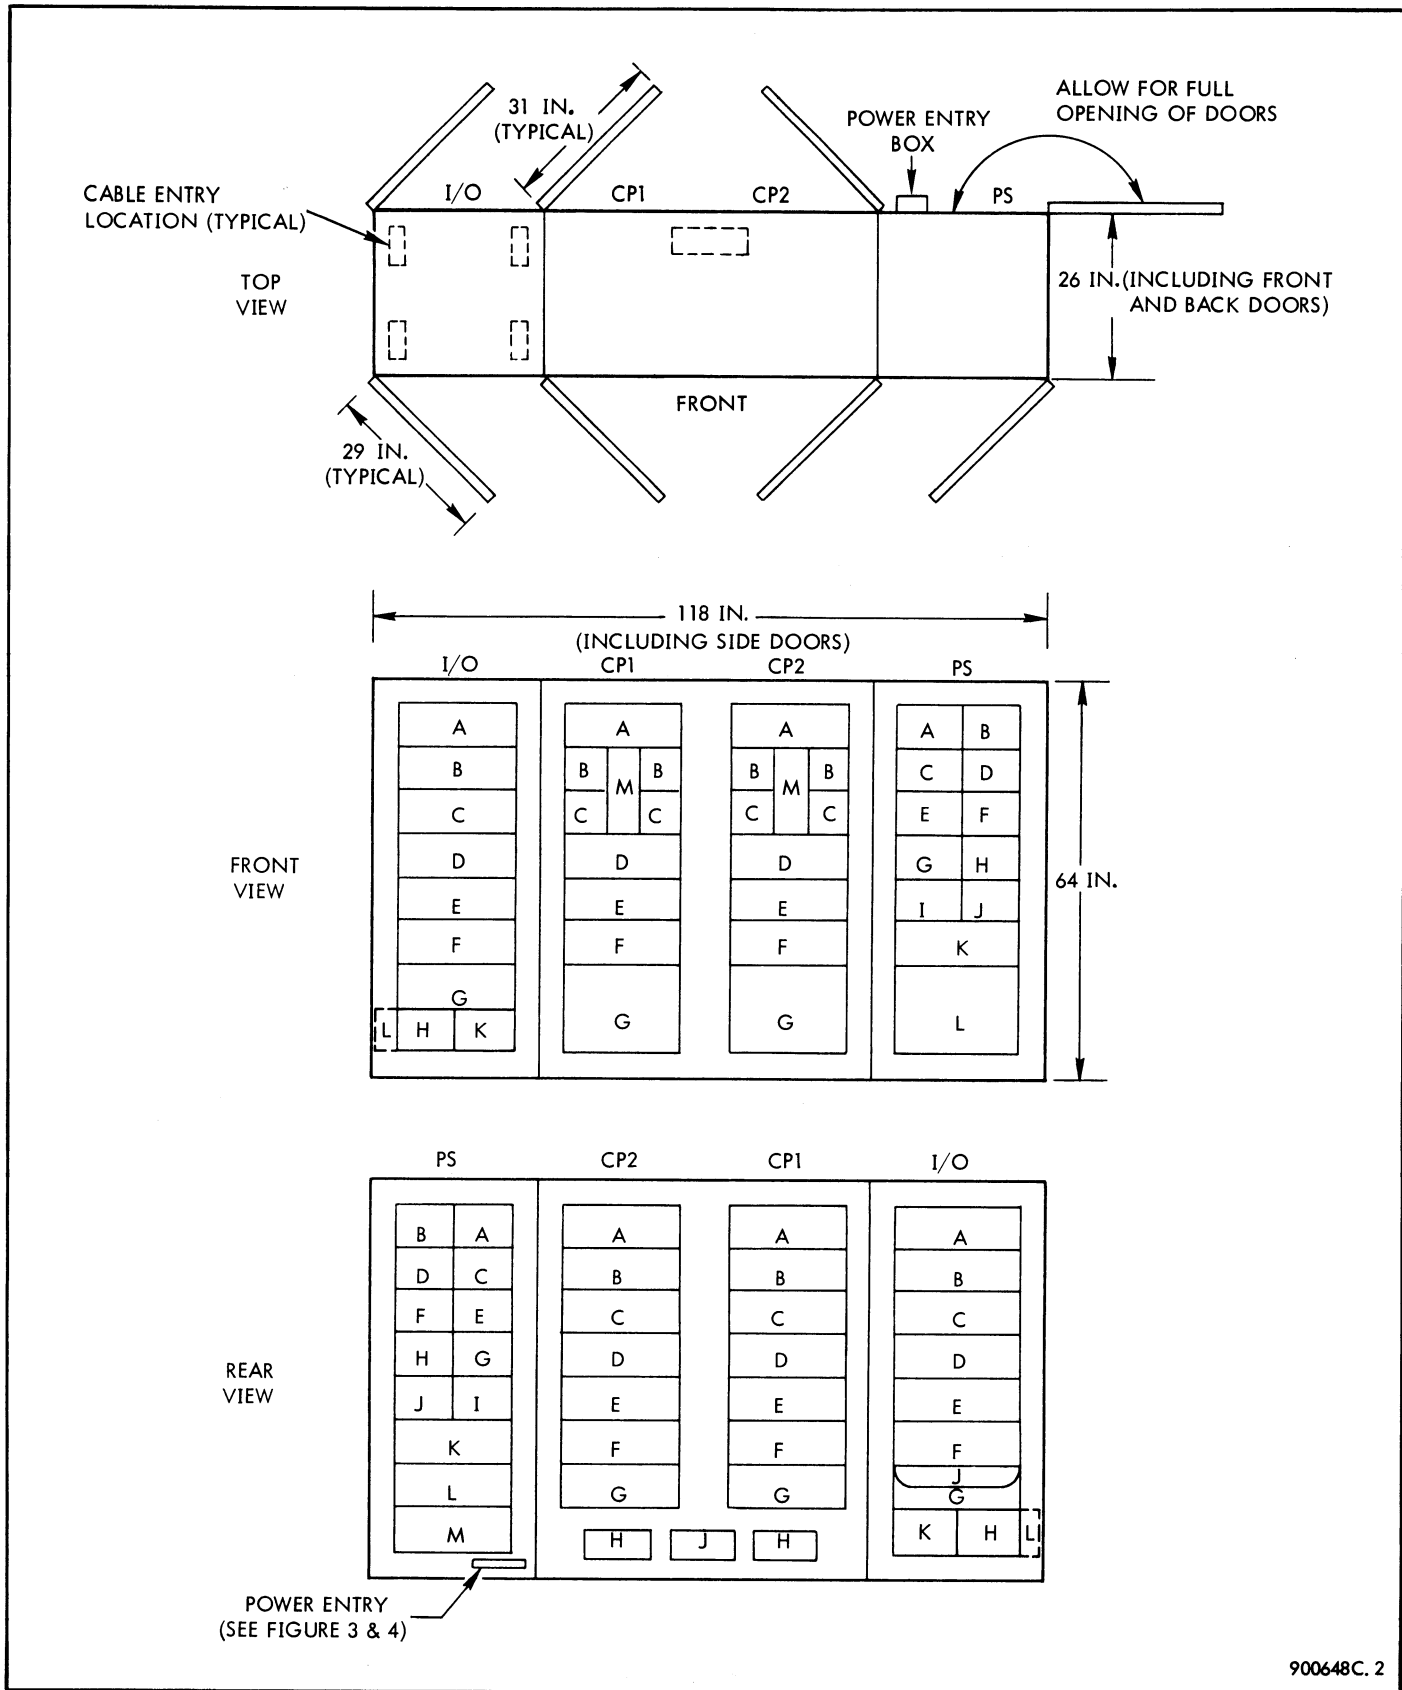 ALLOW FOR FULL
OPENING OF DOORS
31 IN.
(TYPICAL)
POWER ENTRY
BOX
CABLE ENTRY
LOCATION (TYPICAL)
I/O
CP1
CP2
PS
TOP
VIEW
26 IN.(INCLUDING FRONT
AND BACK DOORS)
FRONT
29 IN.
(TYPICAL)
118 IN.
(INCLUDING SIDE DOORS)
I/O CP1 CP2 PS
A A A A B
B B M B B M B C D
C C C C C E F
FRONT
VIEW
D D D G H
64 IN.
E E E I J
F F F K
G
L H K G G L
PS CP2 CP1 I/O
B A A A A
D C B B B
F E C C C
H G D D D
REAR
VIEW
J I E E E
K F F F
J
L G G G
M H J H K H L
POWER ENTRY
(SEE FIGURE 3 & 4)
900648C. 2